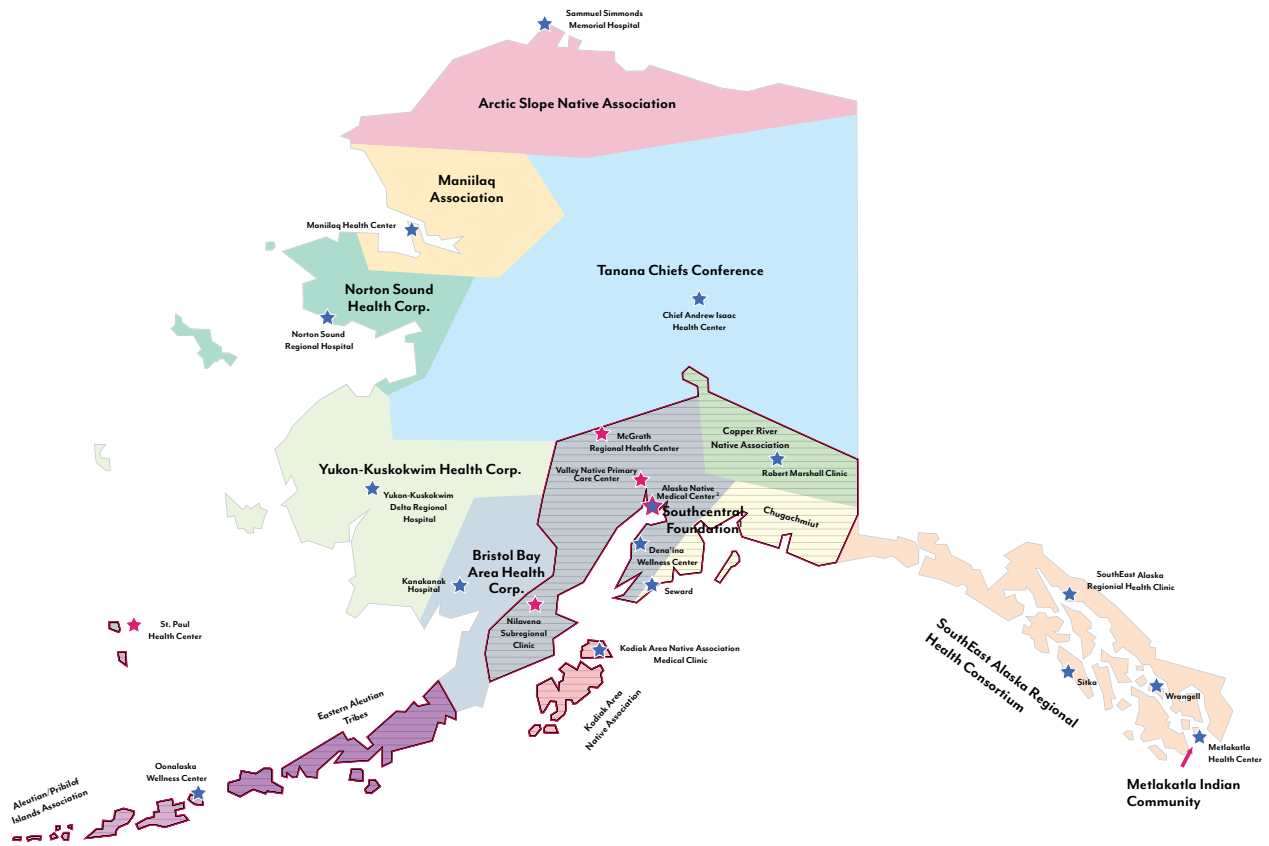 Sammuel Simmonds
Memorial Hospital
Arctic Slope Native Association
Maniilaq
Association
Maniilaq Health Center
Tanana Chiefs Conference
Chief Andrew Isaac
Health Center
Norton Sound
Health Corp.
Norton Sound
Regional Hospital
McGrath
Regional Health Center
Copper River
Native Association
Robert Marshall Clinic
Valley Native Primary
Care Center
Alaska Native
Medical Center²
Southcentral
Foundation
Chugachmiut
Yukon-Kuskokwim Health Corp.
Yukon-Kuskokwim
Delta Regional
Hospital
Dena'ina
Wellness Center
Seward
Bristol Bay
Area Health
Corp.
Kanakanak
Hospital
Nilavena
Subregional
Clinic
St. Paul
Health Center
Kodiak Area Native Association
Medical Clinic
Kodiak Area
Native Association
Eastern Aleutian
Tribes
Oonalaska
Wellness Center
Aleutian/Pribilof
Islands Association
SouthEast Alaska
Regionial Health Clinic
SouthEast Alaska Regional
Health Consortium
Sitka
Wrangell
Metlakatla
Health Center
Metlakatla Indian
Community